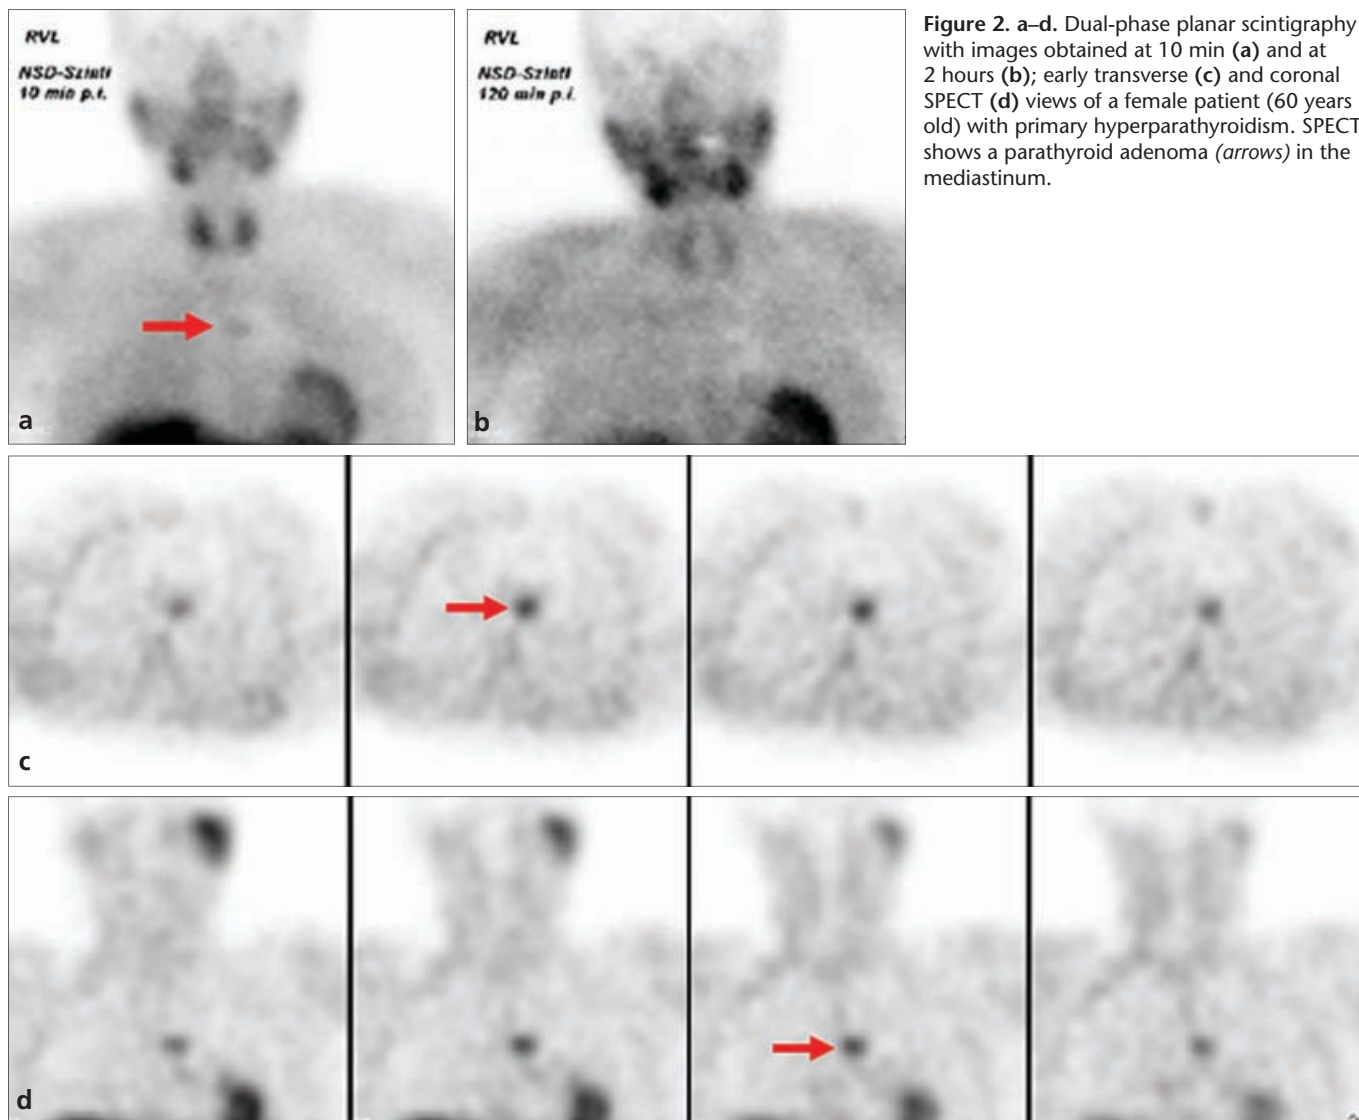 RVL
NSD-Szinti
10 min p.i.
a
RVL
NSD-Szinti
120 min p.i.
b
Figure 2. a–d. Dual-phase planar scintigraphy
with images obtained at 10 min (a) and at
2 hours (b); early transverse (c) and coronal
SPECT (d) views of a female patient (60 years
old) with primary hyperparathyroidism. SPECT
shows a parathyroid adenoma (arrows) in the
mediastinum.
c
d